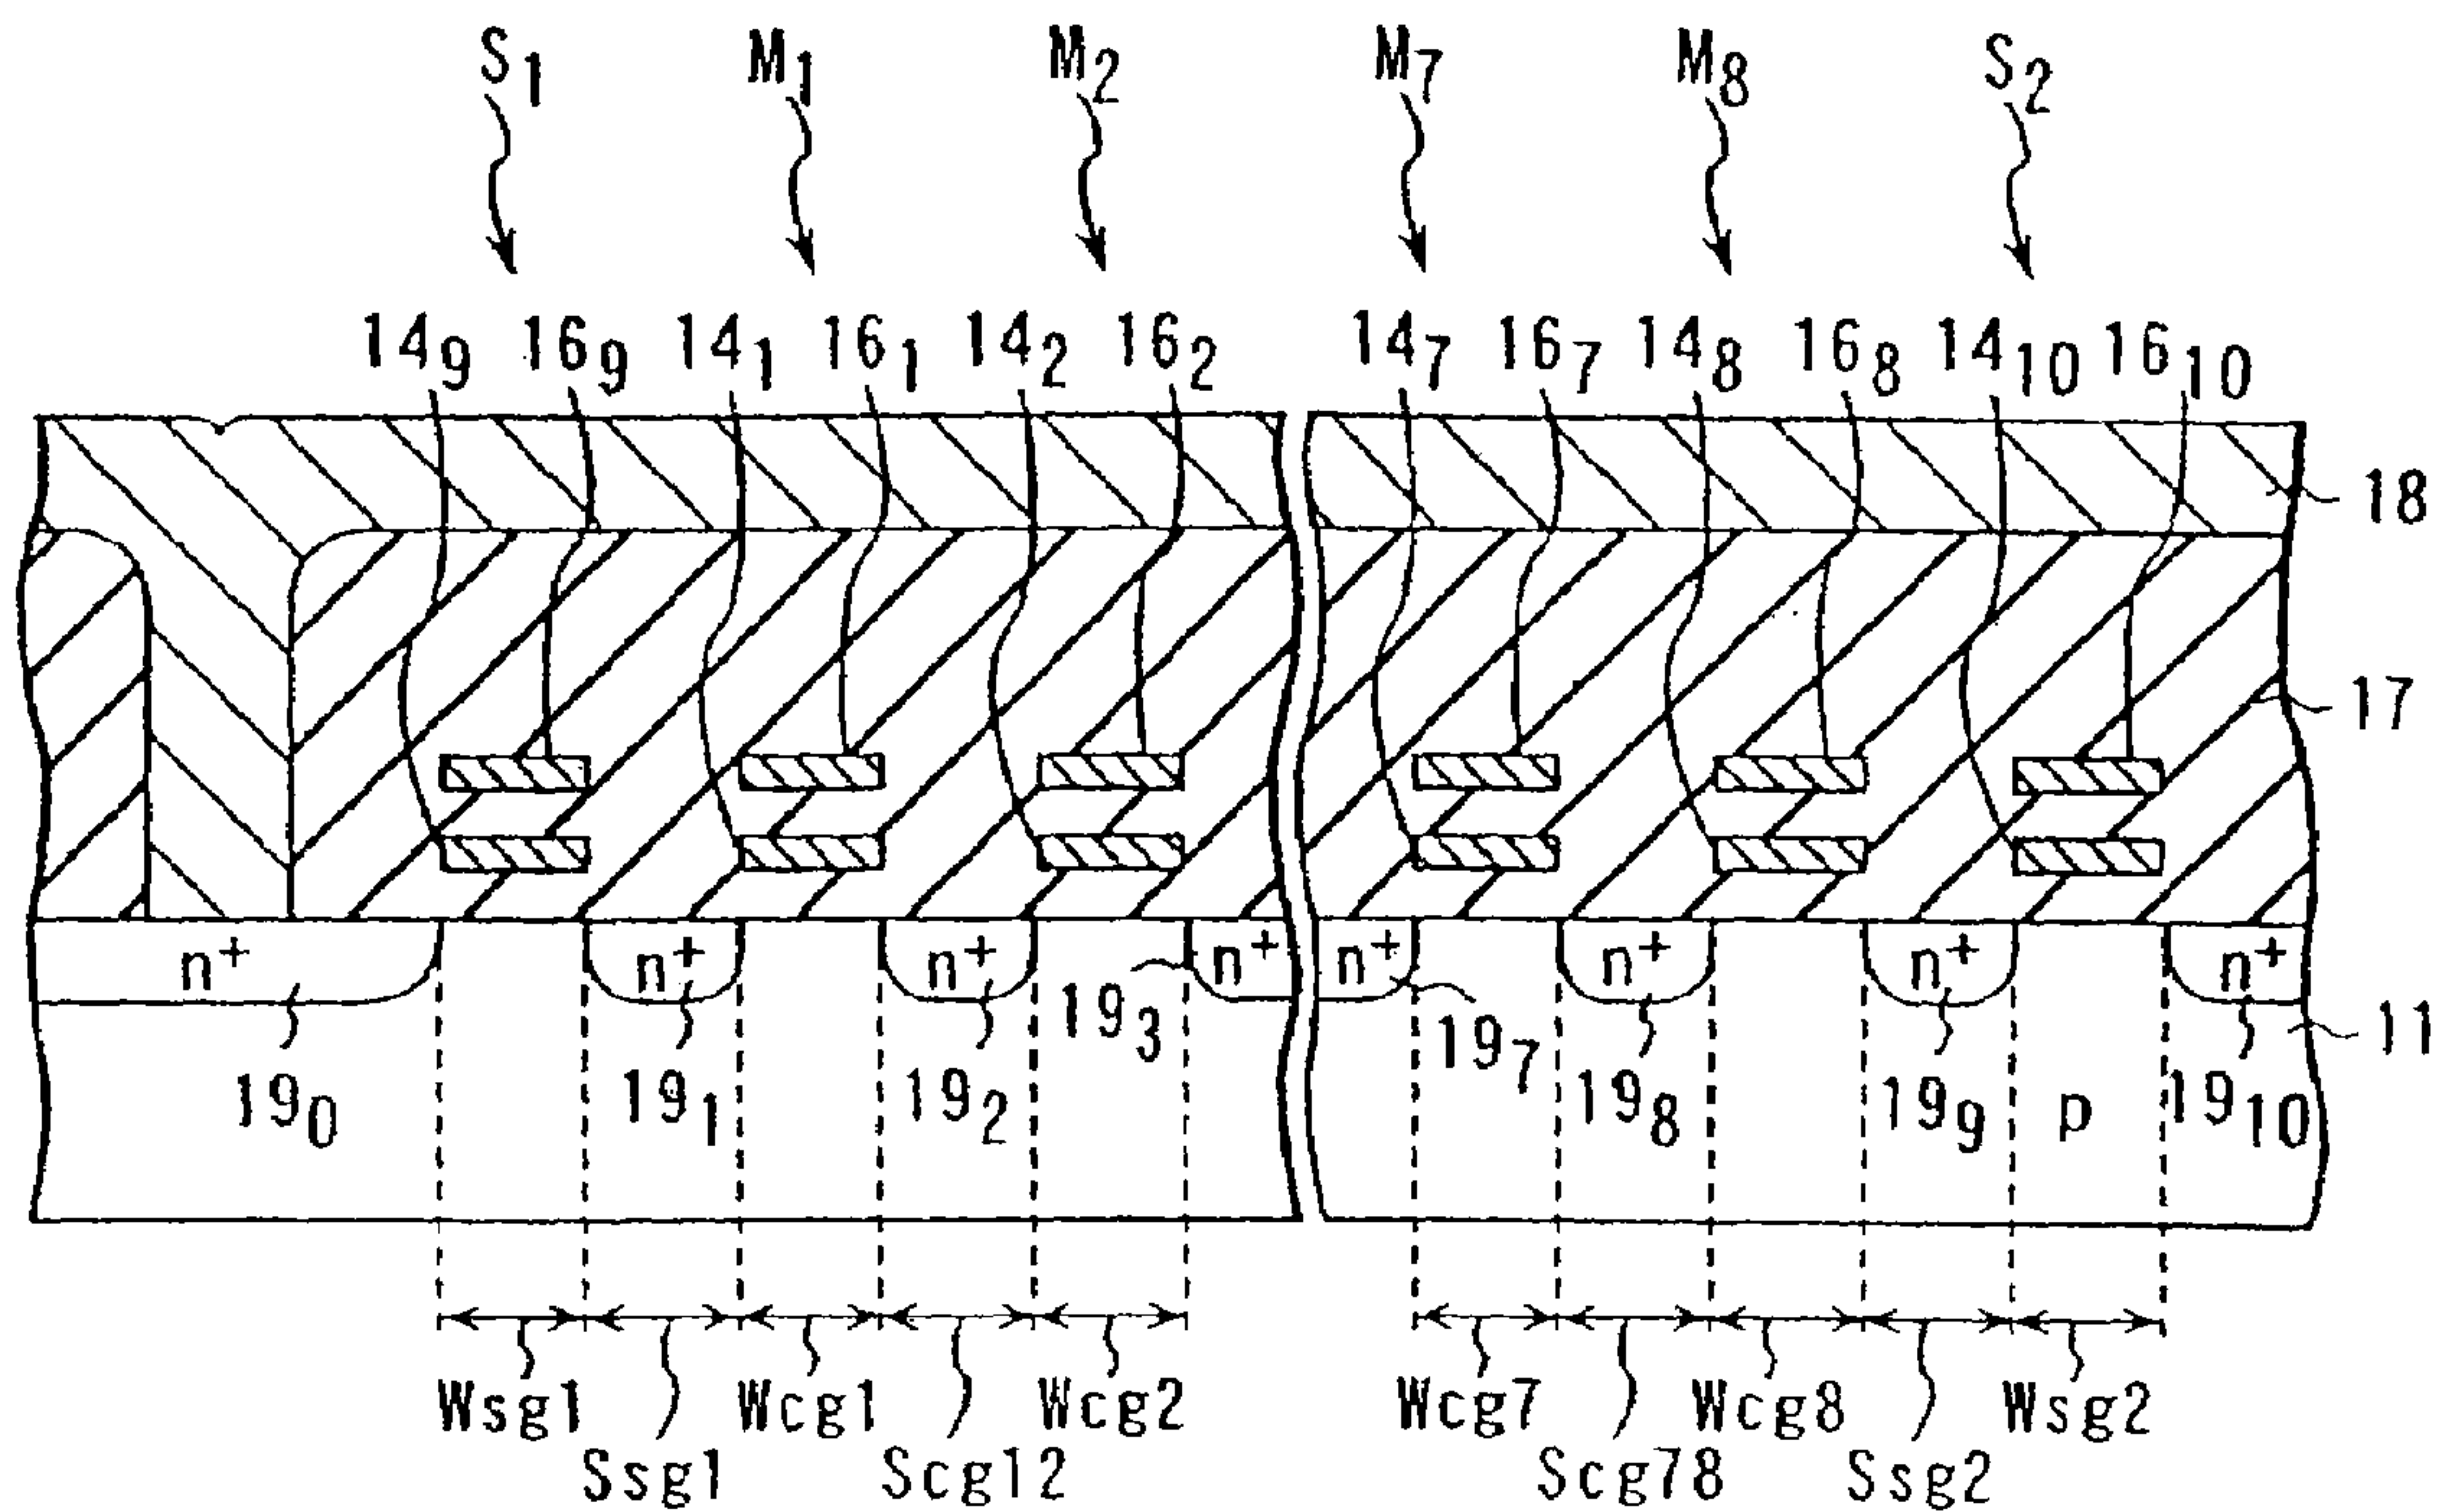 S1 M1 M2 M7 M8 S2
149 169 141 161 142 162 147 167 148 168 1410 1610
18
17
n+ n+ n+ n+ n+ n+ n+ n+
11
190 191 192 193 197 198 199 p 1910
Wsg1 Wcg1 Wcg2 Wcg7 Wcg8 Wsg2
Ssg1 Scg12 Scg78 Ssg2